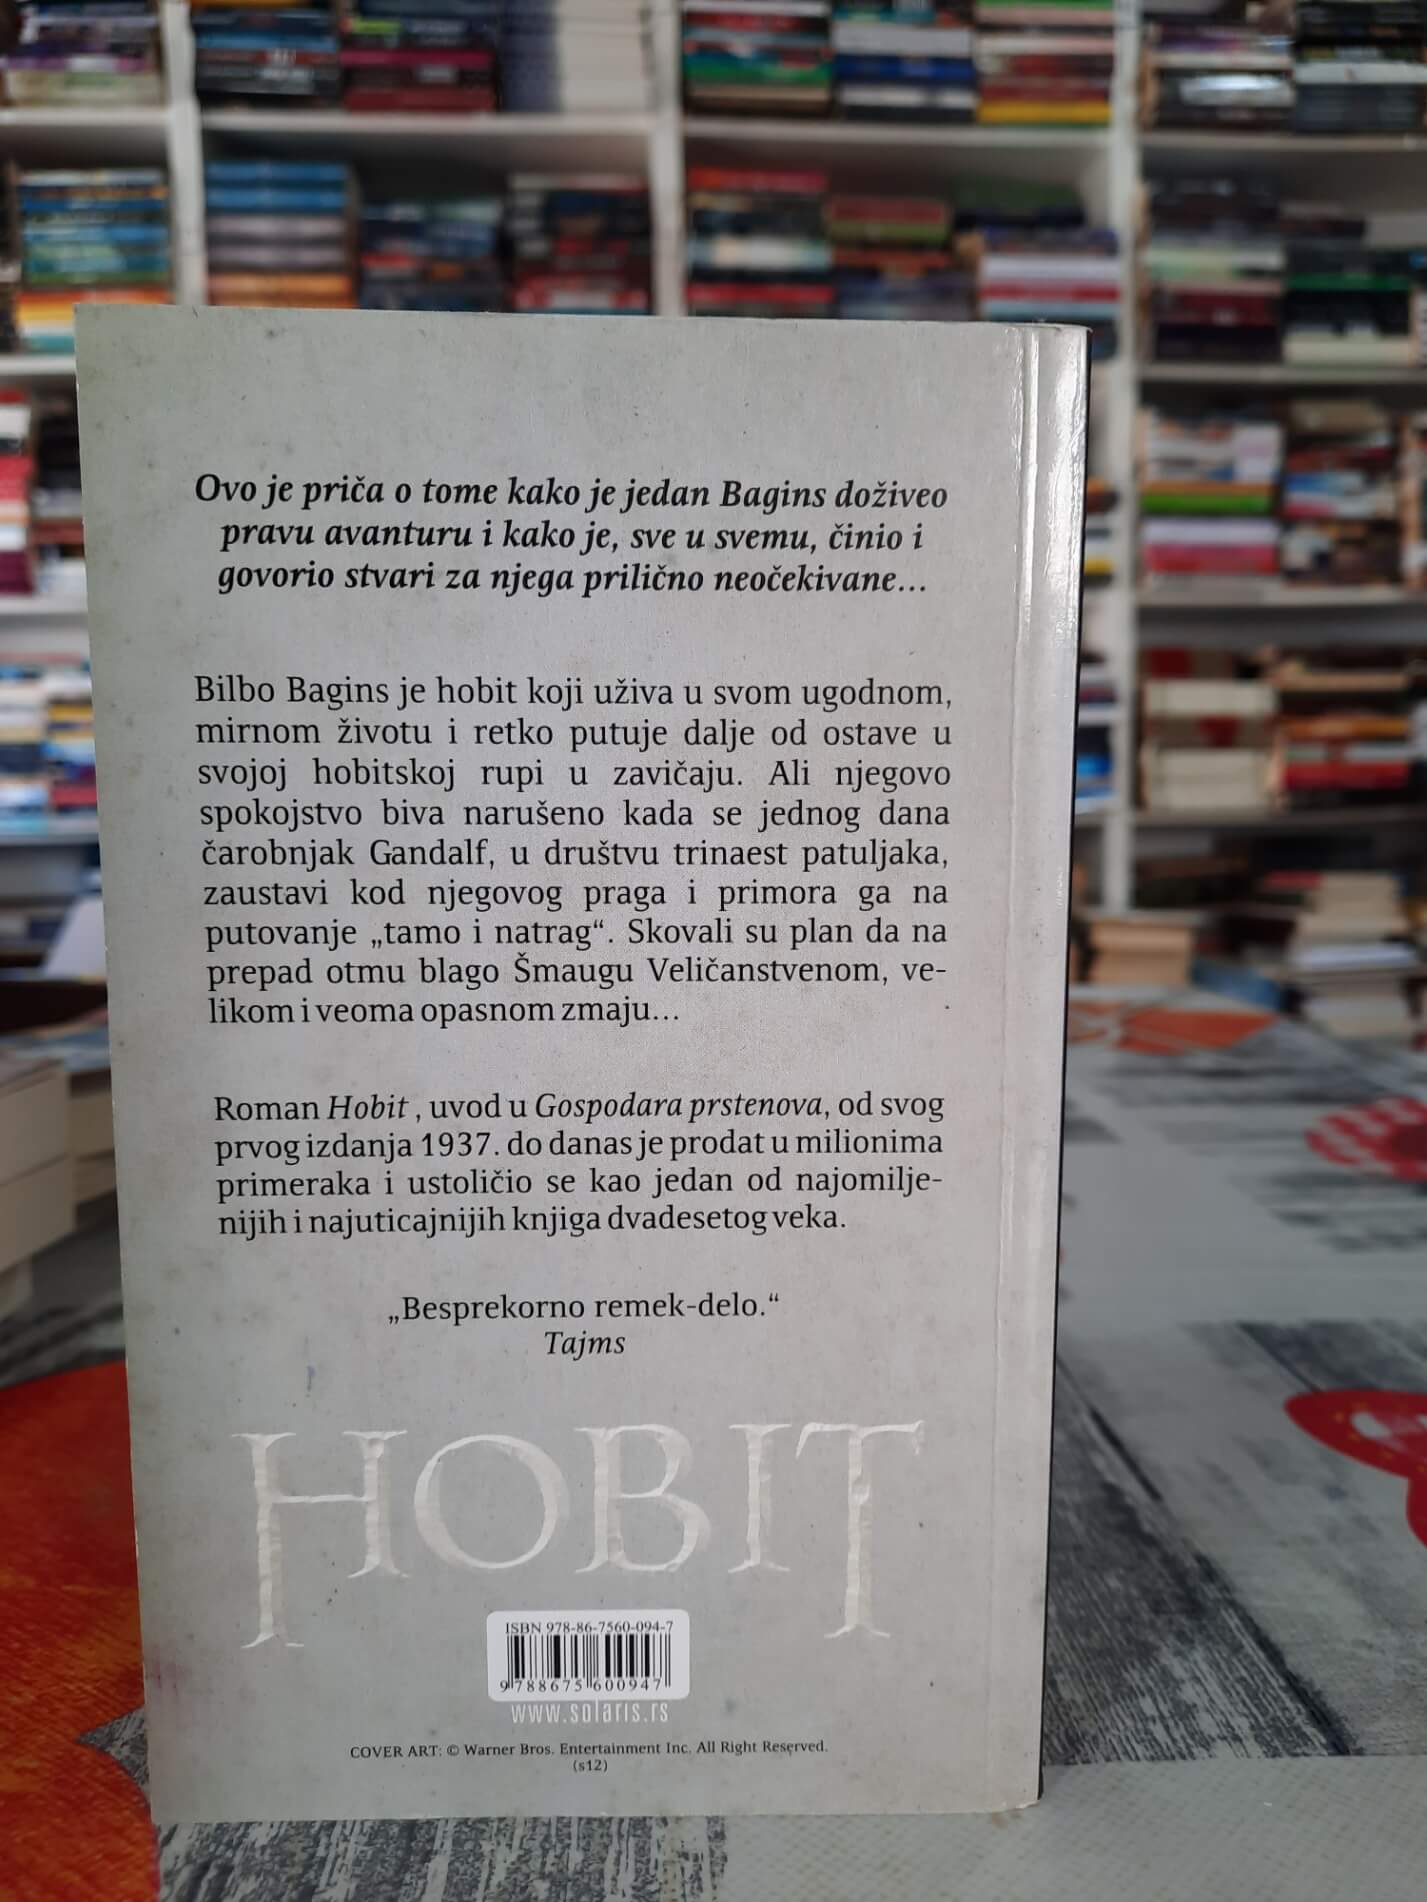 Ovo je priča o tome kako je jedan Bagins doživeo
pravu avanturu i kako je, sve u svemu, činio i
govorio stvari za njega prilično neočekivane...
Bilbo Bagins je hobit koji uživa u svom ugodnom,
mirnom životu i retko putuje dalje od ostave u
svojoj hobitskoj rupi u zavičaju. Ali njegovo
spokojstvo biva narušeno kada se jednog dana
čarobnjak Gandalf, u društvu trinaest patuljaka,
zaustavi kod njegovog praga i primora ga na
putovanje „tamo i natrag“. Skovali su plan da na
prepad otmu blago Šmaugu Veličanstvenom, ve-
likom i veoma opasnom zmaju...
Roman Hobit , uvod u Gospodara prstenova, od svog
prvog izdanja 1937. do danas je prodat u milionima
primeraka i ustoličio se kao jedan od najomilje-
nijih i najuticajnijih knjiga dvadesetog veka.
„Besprekorno remek-delo.“
Tajms
HOBIT
ISBN 978-86-7560-094-7
9 788675 600947
www.solaris.rs
COVER ART: © Warner Bros. Entertainment Inc. All Right Reserved.
(s12)